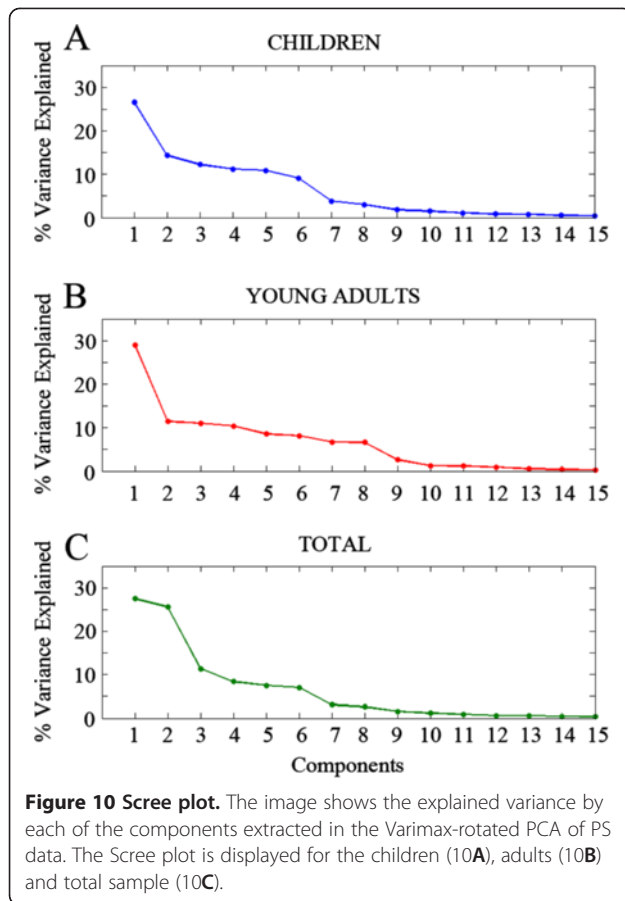 A
CHILDREN
% Variance Explained
30
20
10
0
1 2 3 4 5 6 7 8 9 10 11 12 13 14 15
B
YOUNG ADULTS
% Variance Explained
30
20
10
0
1 2 3 4 5 6 7 8 9 10 11 12 13 14 15
C
TOTAL
% Variance Explained
30
20
10
0
1 2 3 4 5 6 7 8 9 10 11 12 13 14 15
Components
Figure 10 Scree plot. The image shows the explained variance by
each of the components extracted in the Varimax-rotated PCA of PS
data. The Scree plot is displayed for the children (10A), adults (10B)
and total sample (10C).